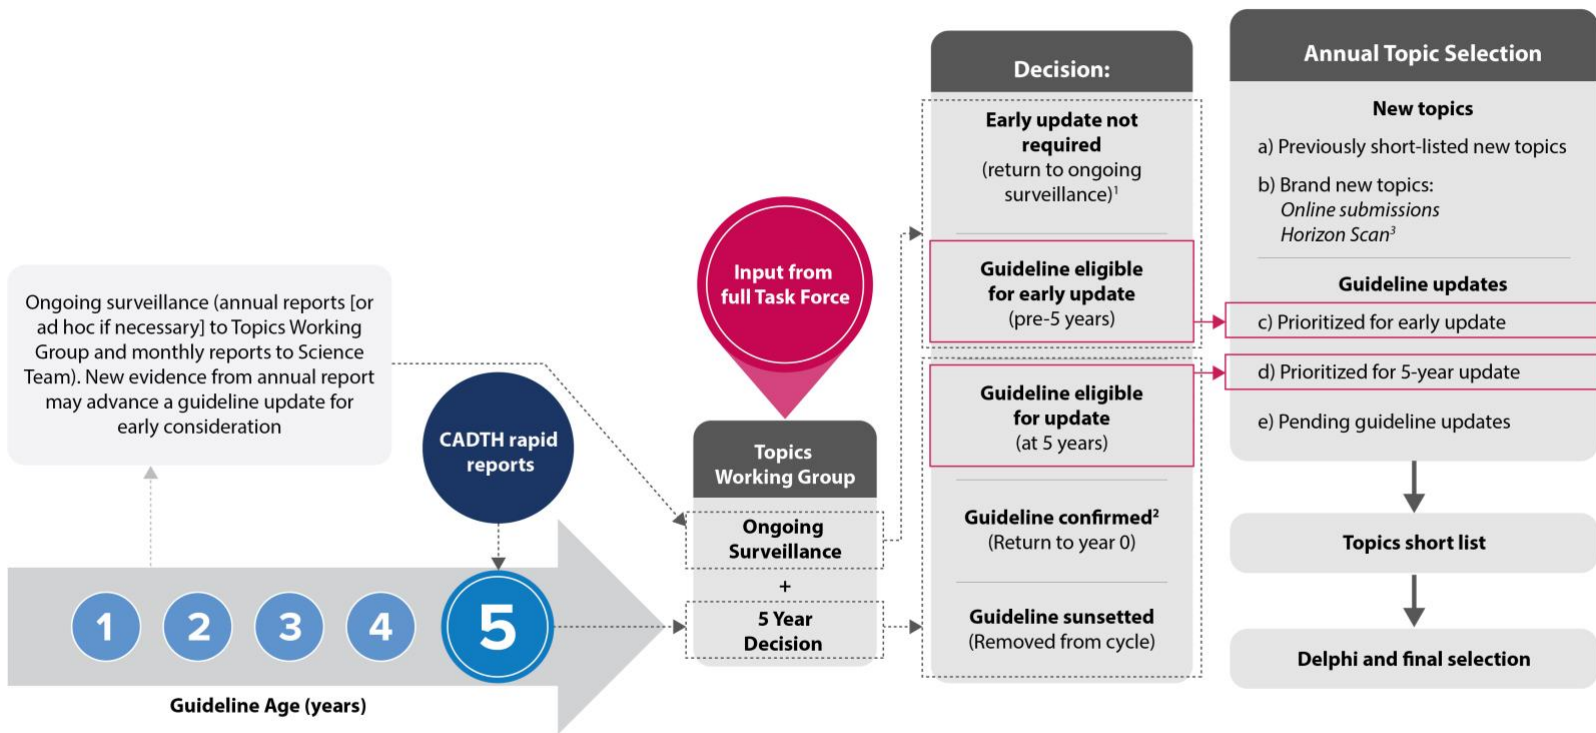 Ongoing surveillance (annual reports [or
ad hoc if necessary] to Topics Working
Group and monthly reports to Science
Team). New evidence from annual report
may advance a guideline update for
early consideration
CADTH rapid
reports
1
2
3
4
5
Guideline Age (years)
Input from
full Task Force
Topics
Working Group
Ongoing
Surveillance
+
5 Year
Decision
Decision:
Early update not
required
(return to ongoing
surveillance)¹
Guideline eligible
for early update
(pre-5 years)
Guideline eligible
for update
(at 5 years)
Guideline confirmed²
(Return to year 0)
Guideline sunsetted
(Removed from cycle)
Annual Topic Selection
New topics
a) Previously short-listed new topics
b) Brand new topics:
Online submissions
Horizon Scan³
Guideline updates
c) Prioritized for early update
d) Prioritized for 5-year update
e) Pending guideline updates
Topics short list
Delphi and final selection